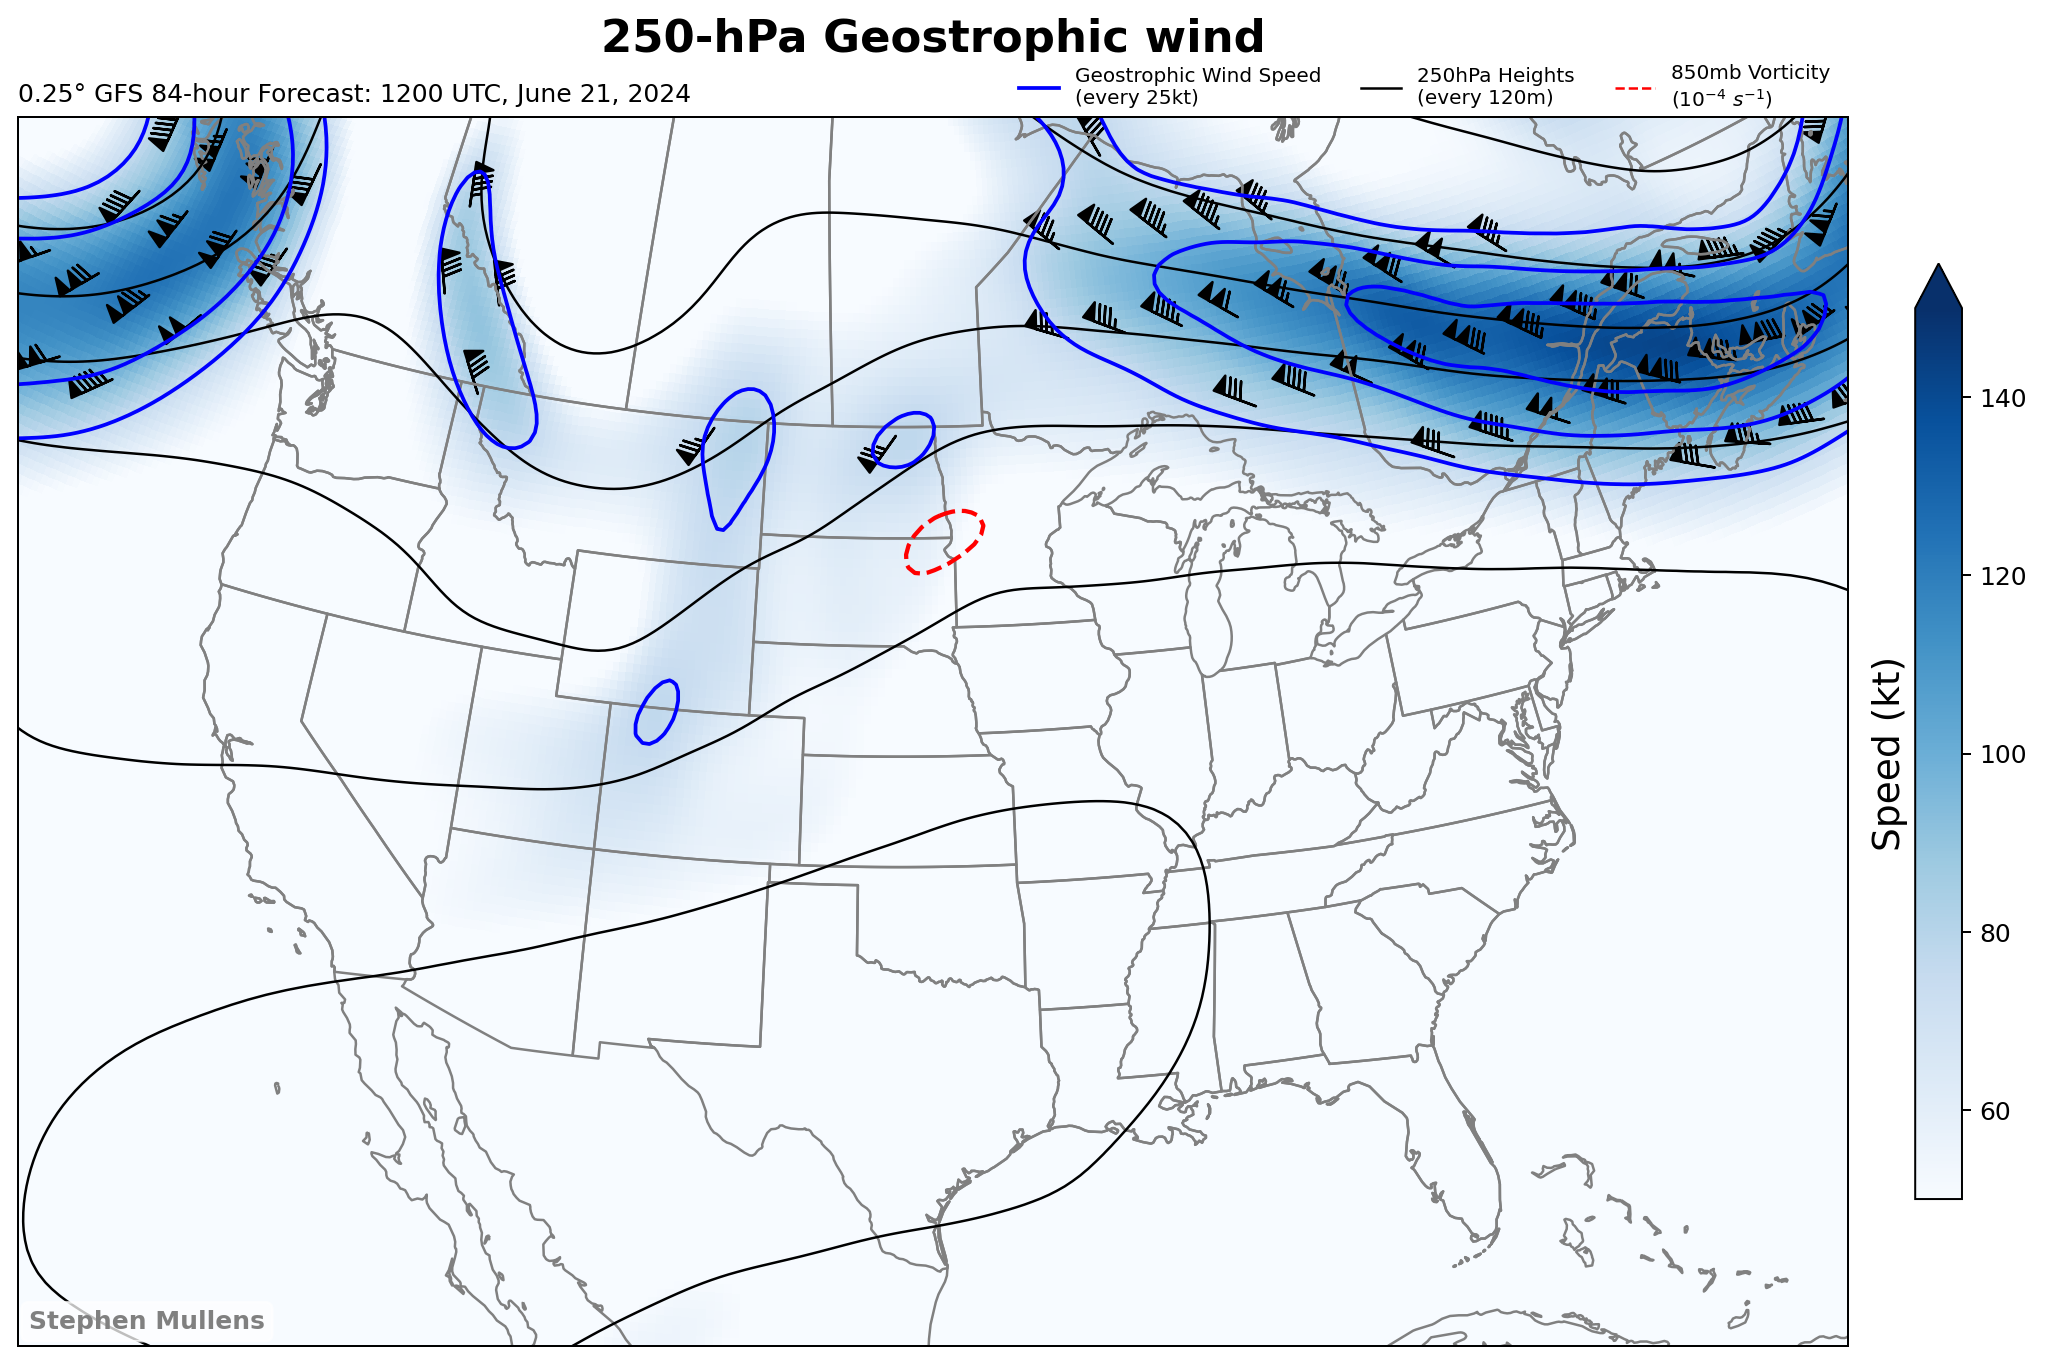 250-hPa Geostrophic wind
0.25° GFS 84-hour Forecast: 1200 UTC, June 21, 2024
Geostrophic Wind Speed
(every 25kt)
250hPa Heights
(every 120m)
850mb Vorticity
(10⁻⁴ s⁻¹)
140
120
100
80
60
Speed (kt)
Stephen Mullens